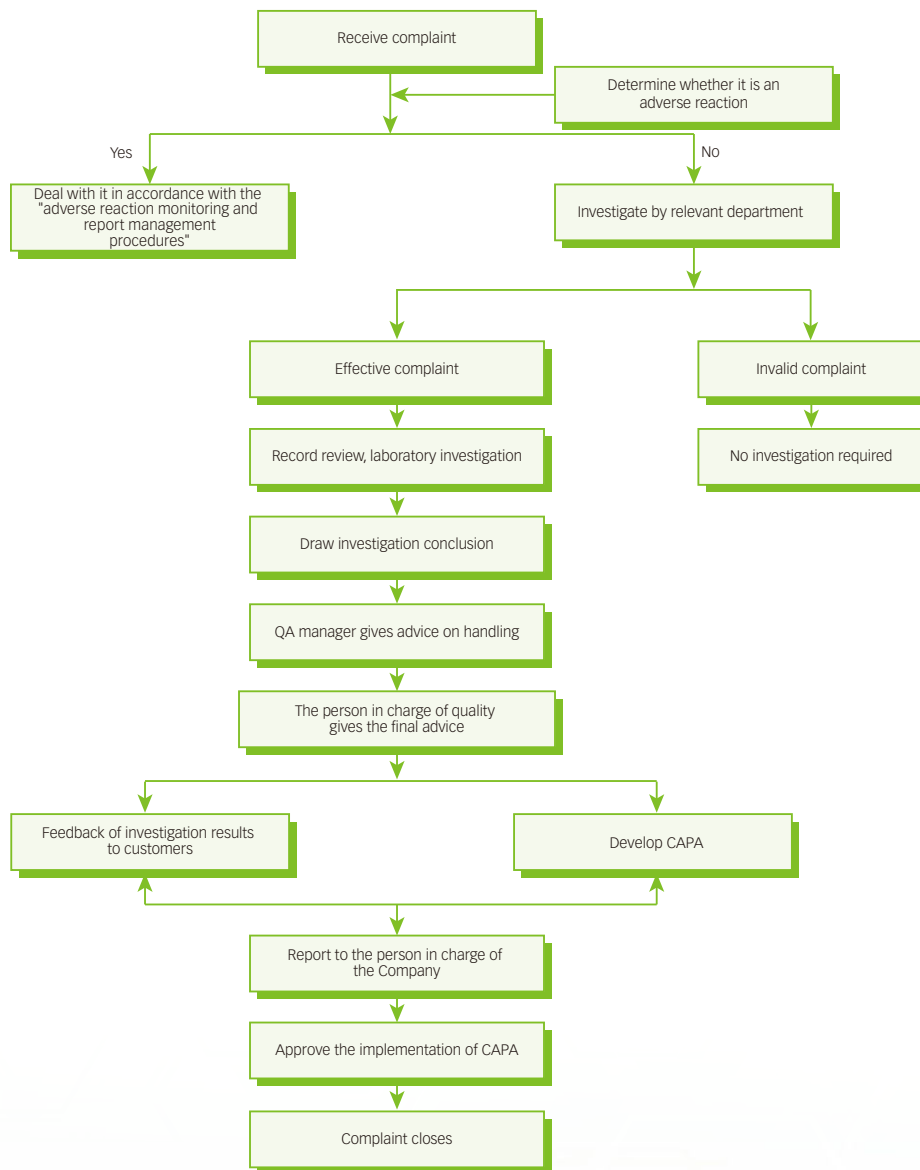 Receive complaint
Determine whether it is an
adverse reaction
Yes
No
Deal with it in accordance with the
"adverse reaction monitoring and
report management
procedures"
Investigate by relevant department
Effective complaint
Invalid complaint
Record review, laboratory investigation
No investigation required
Draw investigation conclusion
QA manager gives advice on handling
The person in charge of quality
gives the final advice
Feedback of investigation results
to customers
Develop CAPA
Report to the person in charge of
the Company
Approve the implementation of CAPA
Complaint closes